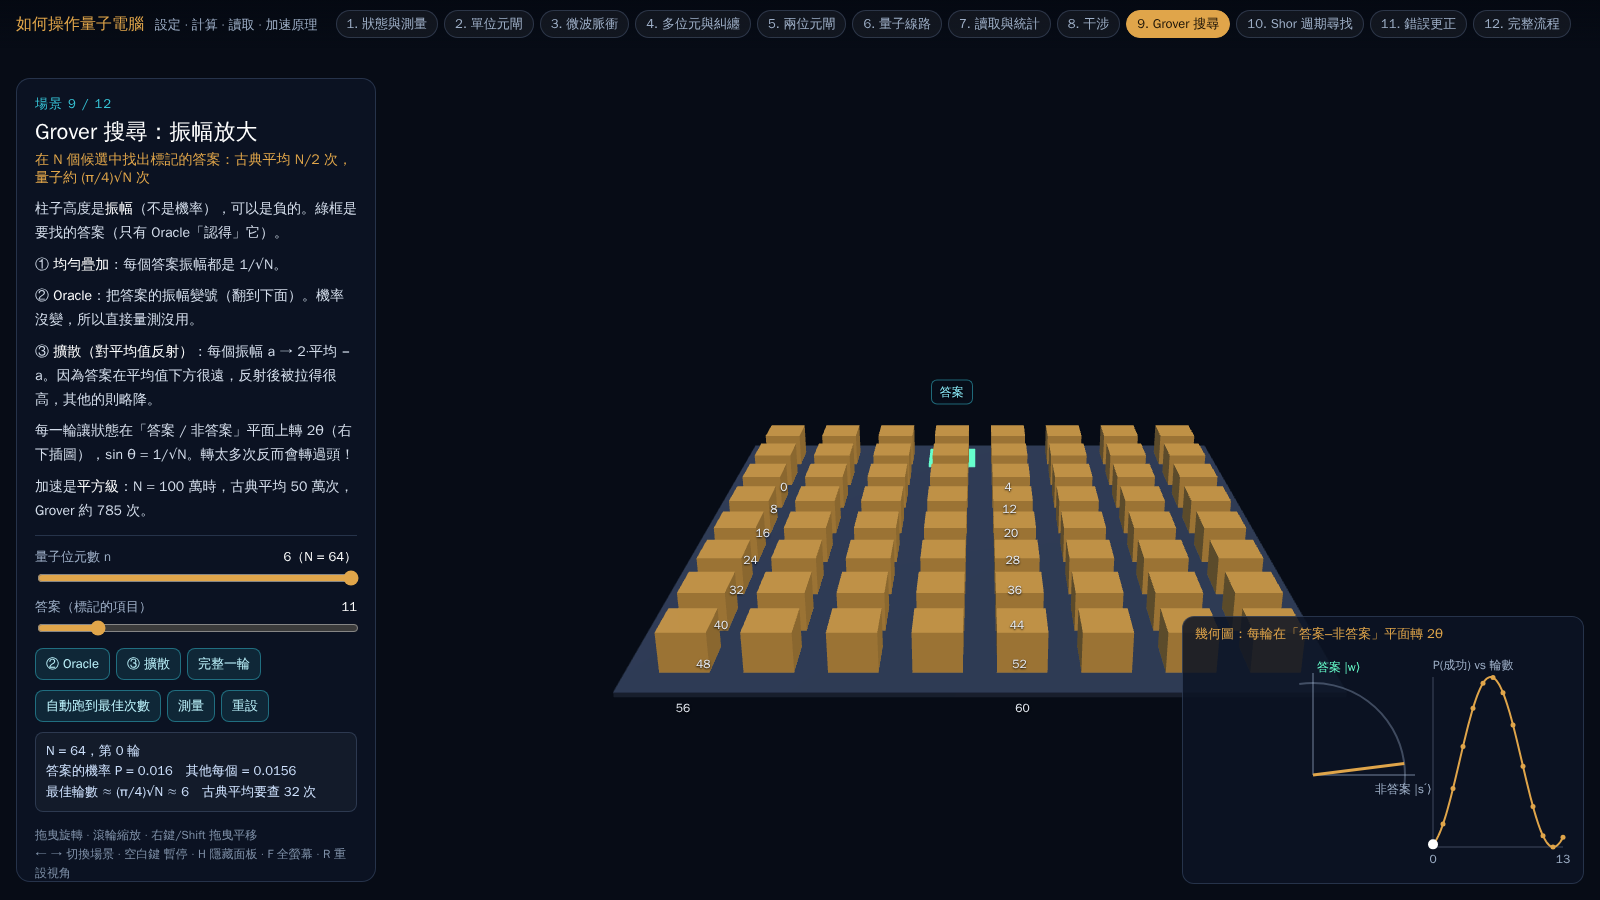 如何操作量子電腦 設定 · 計算 · 讀取 · 加速原理 1. 狀態與測量 2. 單位元閘 3. 微波脈衝 4. 多位元與糾纏 5. 兩位元閘 6. 量子線路 7. 讀取與統計 8. 干涉 9. Grover 搜尋 10. Shor 週期尋找 11. 錯誤更正 12. 完整流程
場景 9 / 12
Grover 搜尋：振幅放大
在 N 個候選中找出標記的答案：古典平均 N/2 次，
量子約 (π/4)√N 次
柱子高度是振幅（不是機率），可以是負的。綠框是
要找的答案（只有 Oracle「認得」它）。
① 均勻疊加：每個答案振幅都是 1/√N。
② Oracle：把答案的振幅變號（翻到下面）。機率
沒變，所以直接量測沒用。
③ 擴散（對平均值反射）：每個振幅 a → 2·平均 −
a。因為答案在平均值下方很遠，反射後被拉得很
高，其他的則略降。
每一輪讓狀態在「答案 / 非答案」平面上轉 2θ（右
下插圖），sin θ = 1/√N。轉太多次反而會轉過頭！
加速是平方級：N = 100 萬時，古典平均 50 萬次，
Grover 約 785 次。
量子位元數 n 6（N = 64）
答案（標記的項目） 11
② Oracle ③ 擴散 完整一輪
自動跑到最佳次數 測量 重設
N = 64，第 0 輪
答案的機率 P = 0.016 其他每個 = 0.0156
最佳輪數 ≈ (π/4)√N ≈ 6 古典平均要查 32 次
拖曳旋轉 · 滾輪縮放 · 右鍵/Shift 拖曳平移
← → 切換場景 · 空白鍵 暫停 · H 隱藏面板 · F 全螢幕 · R 重
設視角
答案
0 4
8 12
16 20
24 28
32 36
40 44
48 52
56 60
幾何圖：每輪在「答案–非答案」平面轉 2θ
答案 |w⟩ P(成功) vs 輪數
非答案 |s′⟩
0 13